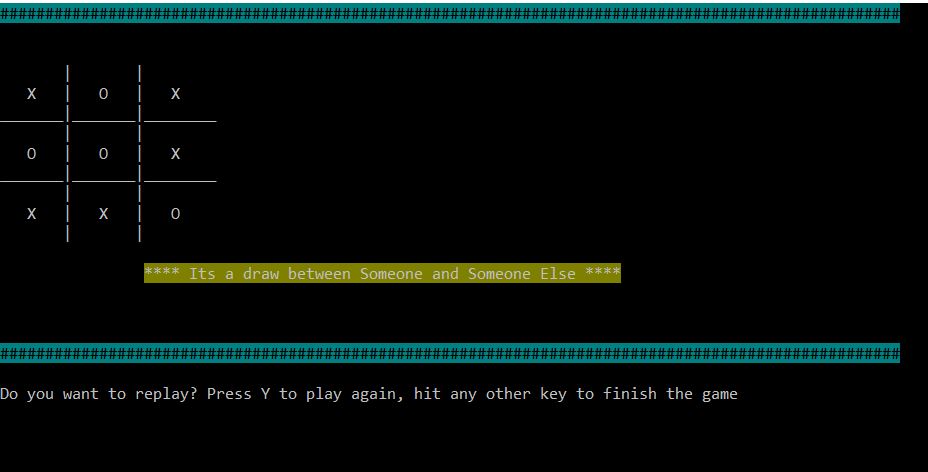 ####################################################################################################
X | O | X
O | O | X
X | X | O
**** Its a draw between Someone and Someone Else ****
####################################################################################################
Do you want to replay? Press Y to play again, hit any other key to finish the game